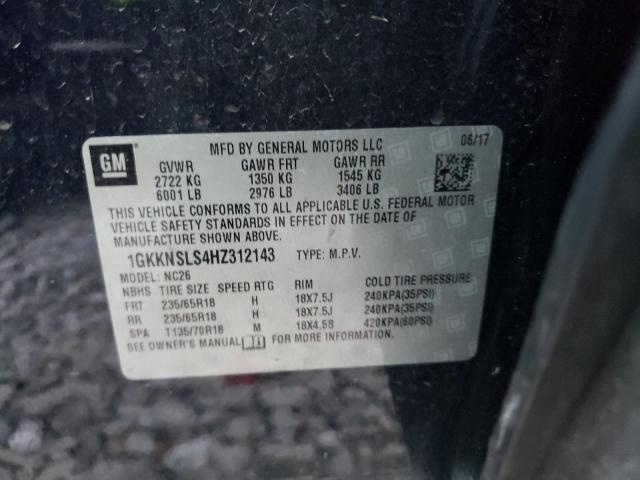 MFD BY GENERAL MOTORS LLC 06/17
GM
GVWR GAWR FRT GAWR RR
2722 KG 1350 KG 1545 KG
6001 LB 2976 LB 3406 LB
THIS VEHICLE CONFORMS TO ALL APPLICABLE U.S. FEDERAL MOTOR
VEHICLE SAFETY STANDARDS IN EFFECT ON THE DATE OF
MANUFACTURE SHOWN ABOVE.
1GKKNSLS4HZ312143 TYPE: M.P.V.
MODEL: NC26
NBHS TIRE SIZE SPEED RTG RIM COLD TIRE PRESSURE
FRT 235/65R18 H 18X7.5J 240KPA(35PSI)
RR 235/65R18 H 18X7.5J 240KPA(35PSI)
SPA T135/70R18 M 18X4.5B 420KPA(60PSI)
SEE OWNER'S MANUAL FOR MORE INFORMATION.